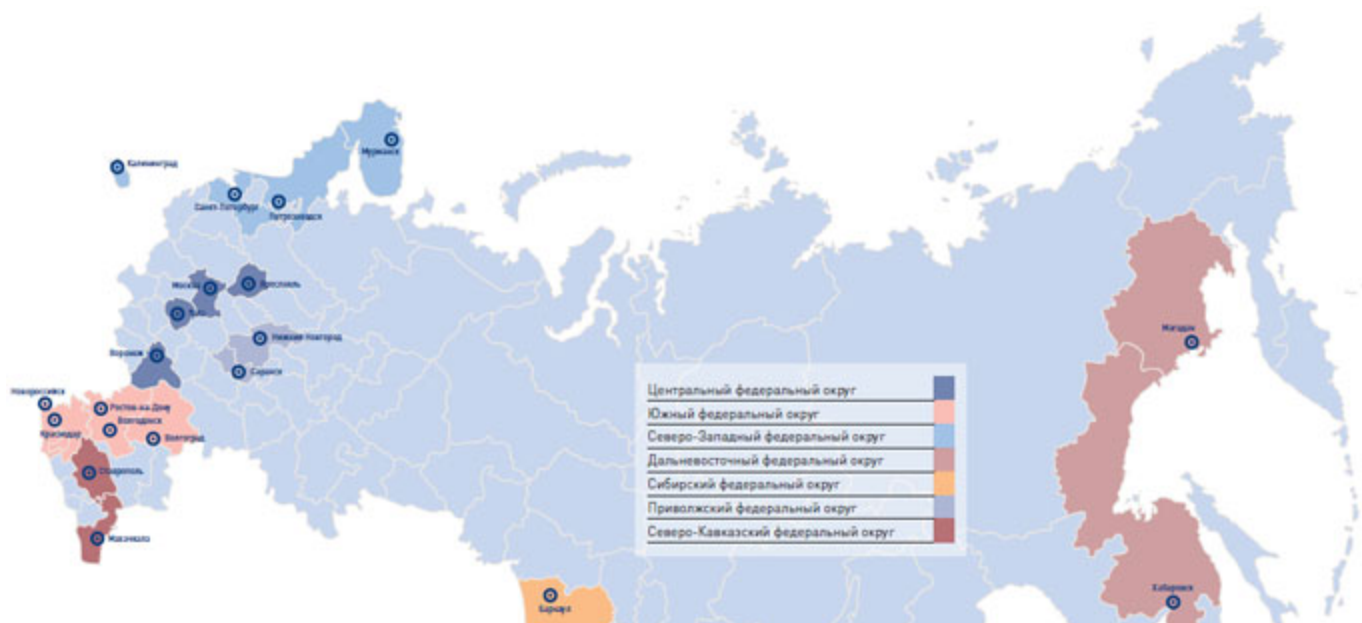 Мурманск
Калининград
Санкт-Петербург
Петрозаводск
Москва
Ярославль
Нижний Новгород
Воронеж
Саранск
Новороссийск
Ростов-на-Дону
Волгодонск
Краснодар
Волгоград
Ставрополь
Махачкала
Магадан
Хабаровск
Барнаул
Центральный федеральный округ
Южный федеральный округ
Северо-Западный федеральный округ
Дальневосточный федеральный округ
Сибирский федеральный округ
Приволжский федеральный округ
Северо-Кавказский федеральный округ